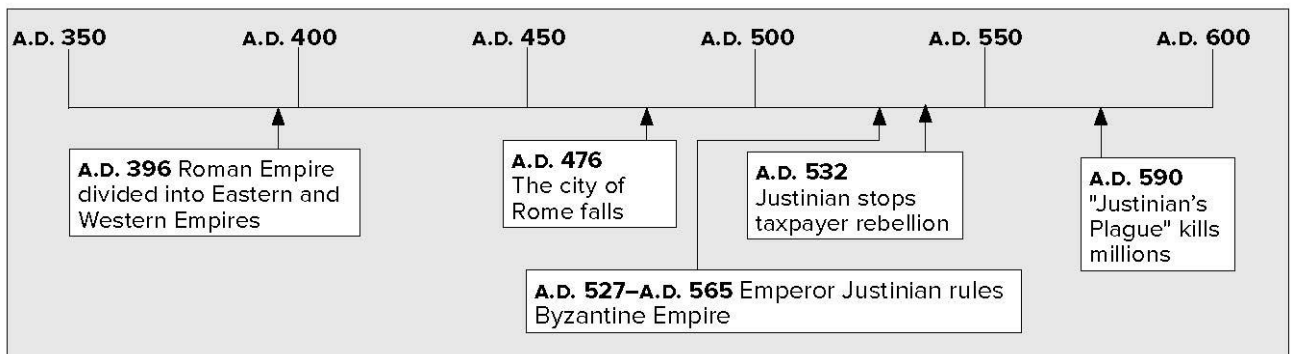 A.D. 350 A.D. 400 A.D. 450 A.D. 500 A.D. 550 A.D. 600
A.D. 396 Roman Empire
divided into Eastern and
Western Empires
A.D. 476
The city of
Rome falls
A.D. 532
Justinian stops
taxpayer rebellion
A.D. 590
"Justinian’s
Plague" kills
millions
A.D. 527–A.D. 565 Emperor Justinian rules
Byzantine Empire